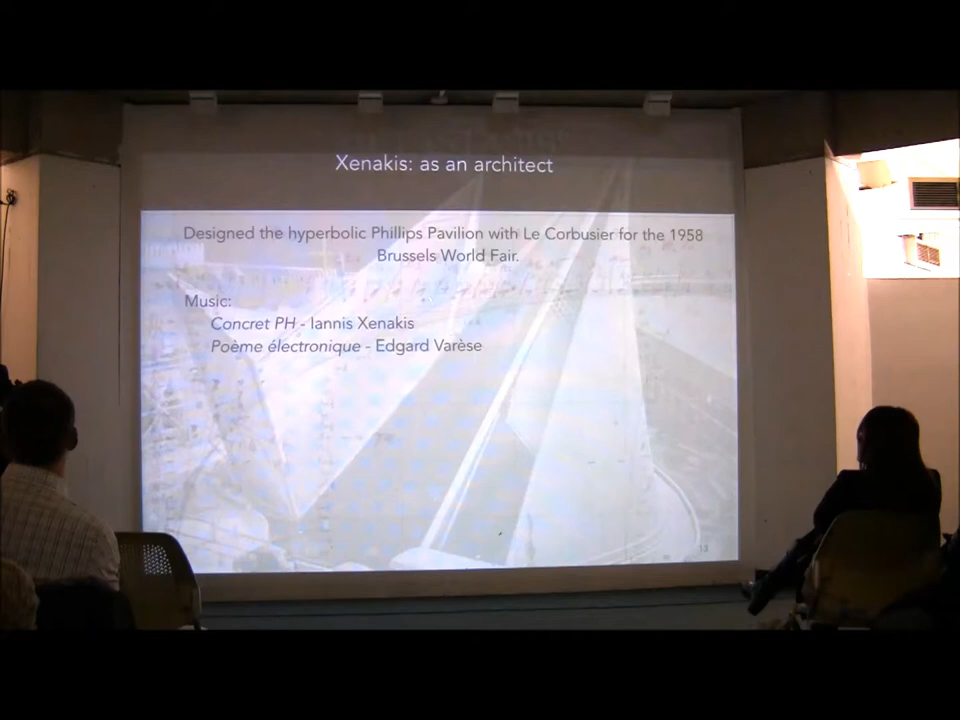 Xenakis: as an architect
Designed the hyperbolic Phillips Pavilion with Le Corbusier for the 1958
Brussels World Fair.
Music:
Concret PH - Iannis Xenakis
Poème électronique - Edgard Varèse
13